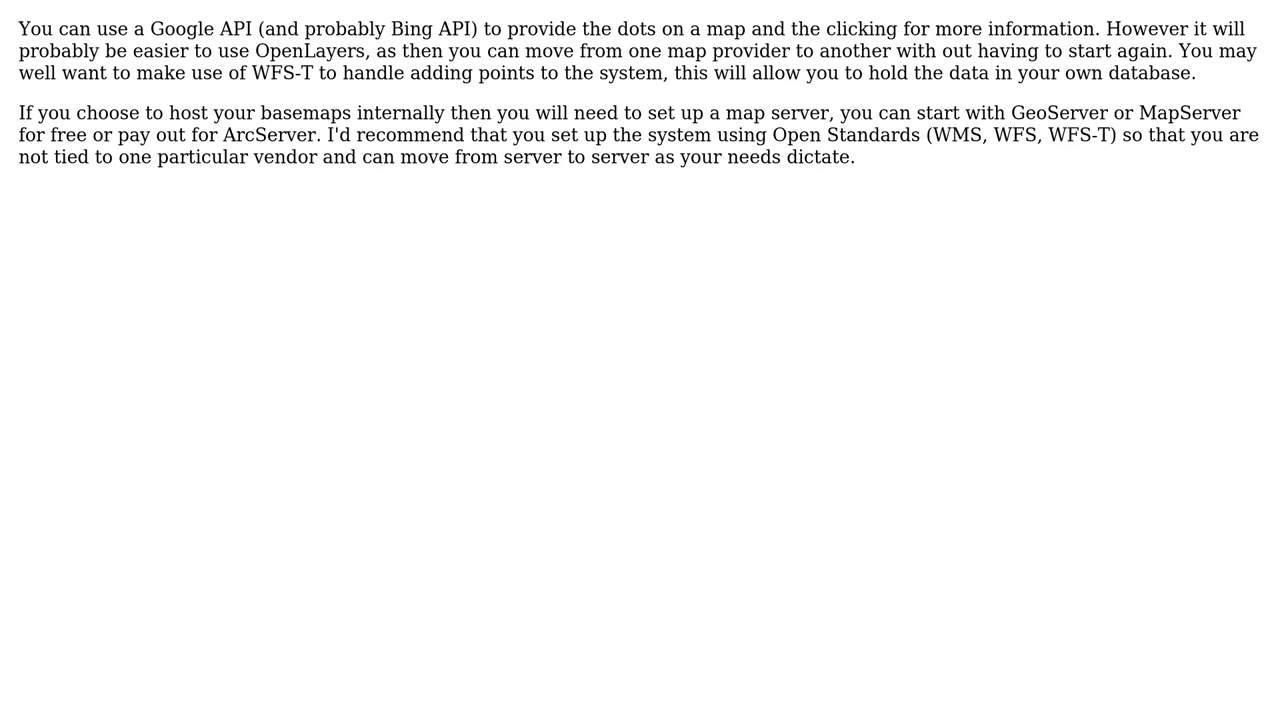 You can use a Google API (and probably Bing API) to provide the dots on a map and the clicking for more information. However it will
probably be easier to use OpenLayers, as then you can move from one map provider to another with out having to start again. You may
well want to make use of WFS-T to handle adding points to the system, this will allow you to hold the data in your own database.
If you choose to host your basemaps internally then you will need to set up a map server, you can start with GeoServer or MapServer
for free or pay out for ArcServer. I'd recommend that you set up the system using Open Standards (WMS, WFS, WFS-T) so that you are
not tied to one particular vendor and can move from server to server as your needs dictate.